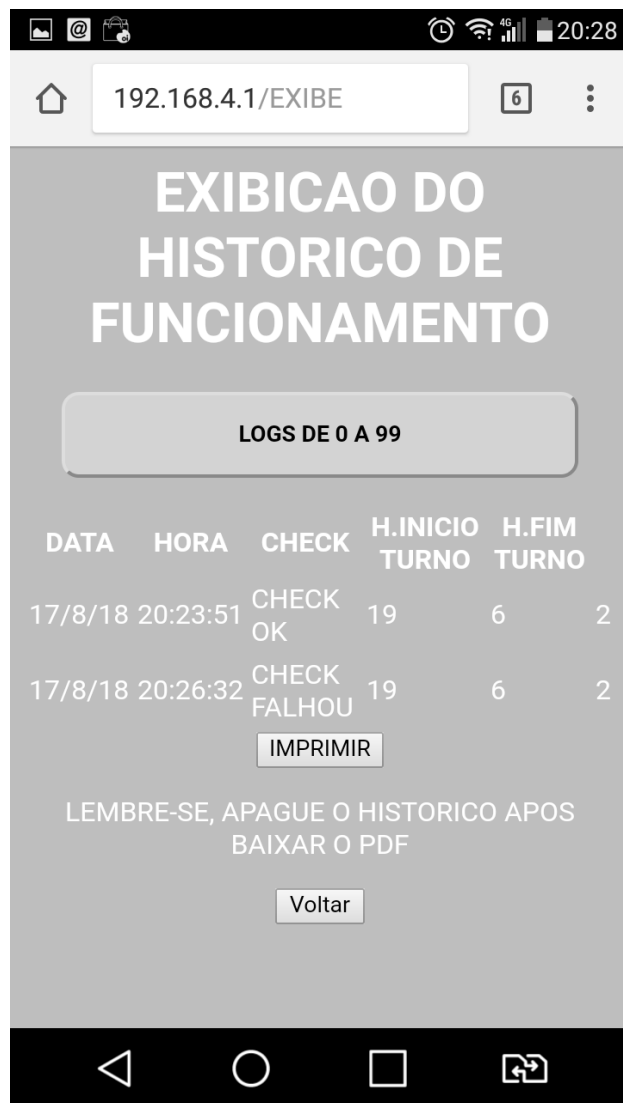 4G 20:28
192.168.4.1/EXIBE 6
EXIBICAO DO
HISTORICO DE
FUNCIONAMENTO
LOGS DE 0 A 99
DATA HORA CHECK H.INICIO TURNO H.FIM TURNO
17/8/18 20:23:51 CHECK OK 19 6 2
17/8/18 20:26:32 CHECK FALHOU 19 6 2
IMPRIMIR
LEMBRE-SE, APAGUE O HISTORICO APOS
BAIXAR O PDF
Voltar